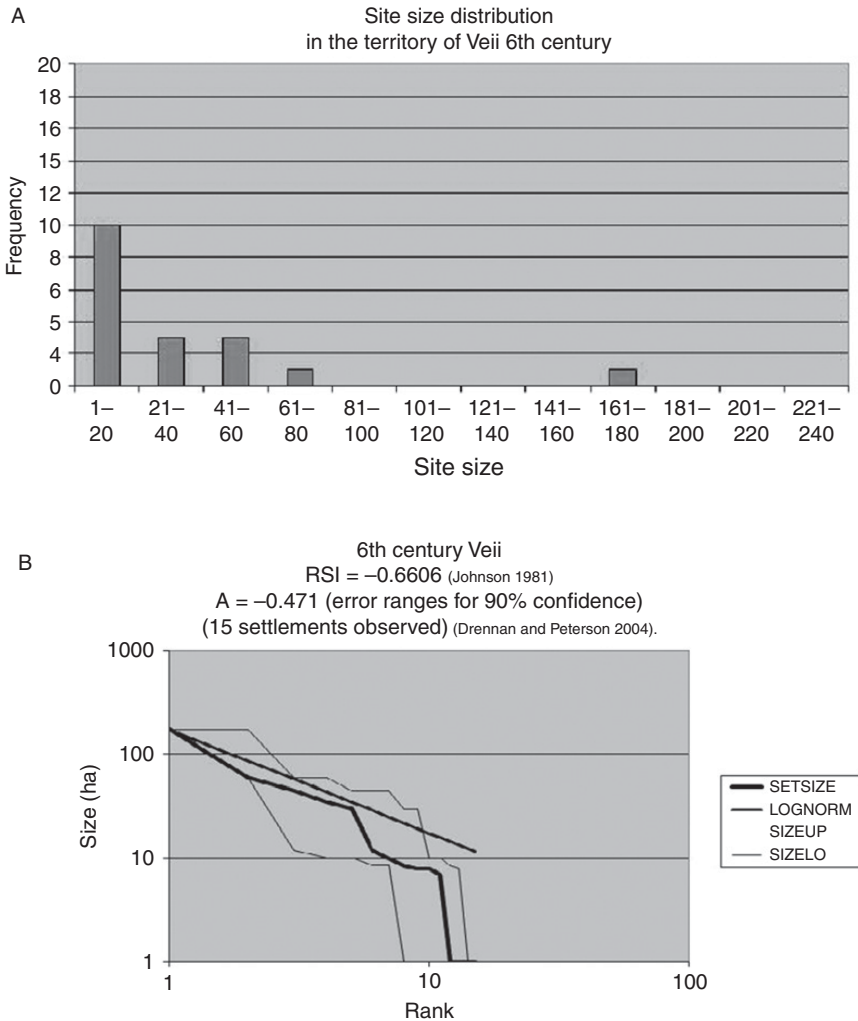 A
Site size distribution
in the territory of Veii 6th century
20
18
16
15
12
10
8
6
5
4
0
Frequency
1– 21– 41– 61– 81– 101– 121– 141– 161– 181– 201– 221–
20 40 60 80 100 120 140 160 180 200 220 240
Site size
B
6th century Veii
RSI = –0.6606 (Johnson 1981)
A = –0.471 (error ranges for 90% confidence)
(15 settlements observed) (Drennan and Peterson 2004).
1000
100
10
1
Size (ha)
1 10 100
Rank
SETSIZE
LOGNORM
SIZEUP
SIZELO